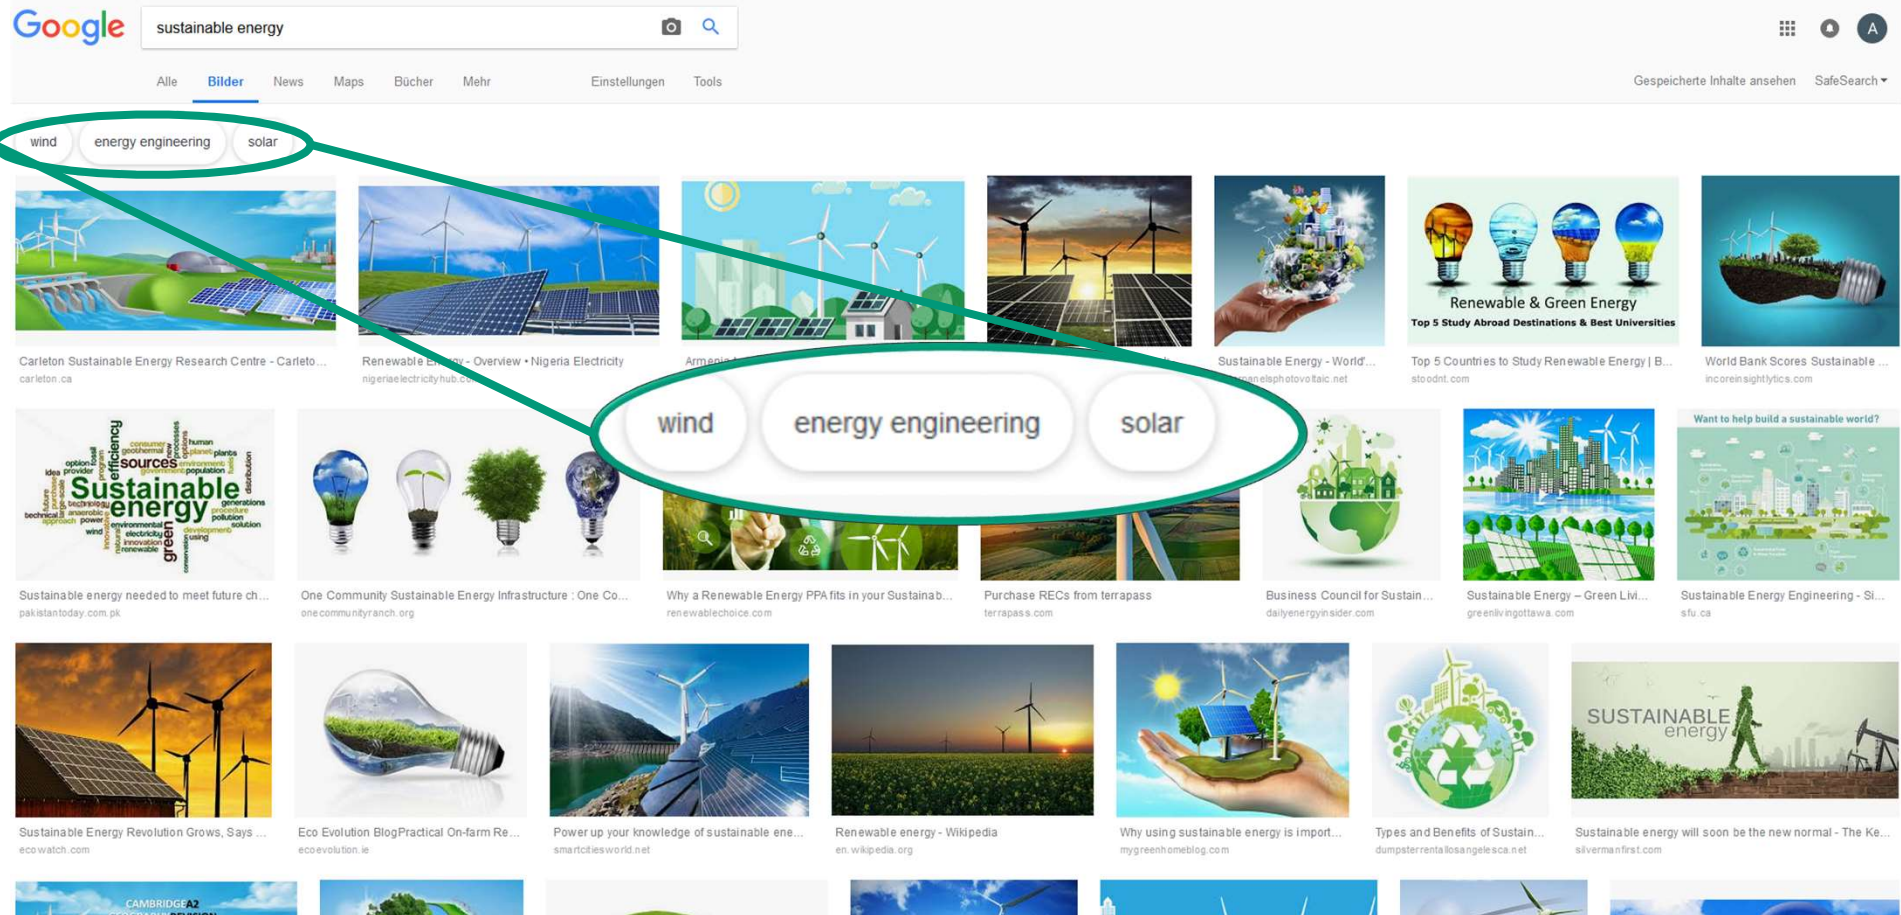 Google
sustainable energy
A
Alle Bilder News Maps Bücher Mehr Einstellungen Tools
Gespeicherte Inhalte ansehen SafeSearch
wind energy engineering solar
Renewable & Green Energy
Top 5 Study Abroad Destinations & Best Universities
Carleton Sustainable Energy Research Centre - Carleto...
carleton.ca
Renewable Energy - Overview • Nigeria Electricity
nigeriaelectricityhub.com
Armenia
Sustainable Energy - World'...
Top 5 Countries to Study Renewable Energy | B...
stoodnt.com
World Bank Scores Sustainable ...
incoreinsightlytics.com
wind energy engineering solar
Sustainable
energy
sources
efficiency
green
Want to help build a sustainable world?
Sustainable energy needed to meet future ch...
pakistantoday.com.pk
One Community Sustainable Energy Infrastructure : One Co...
onecommunityranch.org
Why a Renewable Energy PPA fits in your Sustainab...
renewablechoice.com
Purchase RECs from terrapass
terrapass.com
Business Council for Sustain...
dailyenergyinsider.com
Sustainable Energy – Green Livi...
greenlivingottawa.com
Sustainable Energy Engineering - Si...
sfu.ca
SUSTAINABLE
energy
Sustainable Energy Revolution Grows, Says ...
ecowatch.com
Eco Evolution BlogPractical On-farm Re...
ecoevolution.ie
Power up your knowledge of sustainable ene...
smartcitiesworld.net
Renewable energy - Wikipedia
en.wikipedia.org
Why using sustainable energy is import...
mygreenhomeblog.com
Types and Benefits of Sustain...
dumpsterrentallosangelesca.net
Sustainable energy will soon be the new normal - The Ke...
silvermanfirst.com
CAMBRIDGE A2